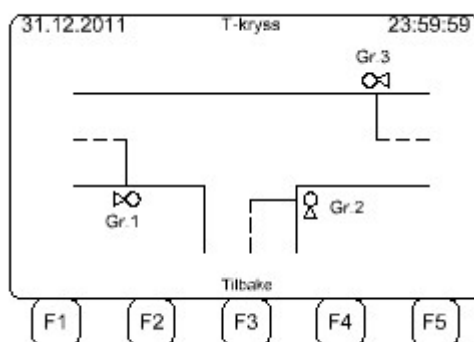 31.12.2011 T-kryss 23:59:59
Gr.3
Gr.1
Gr.2
Tilbake
F1 F2 F3 F4 F5